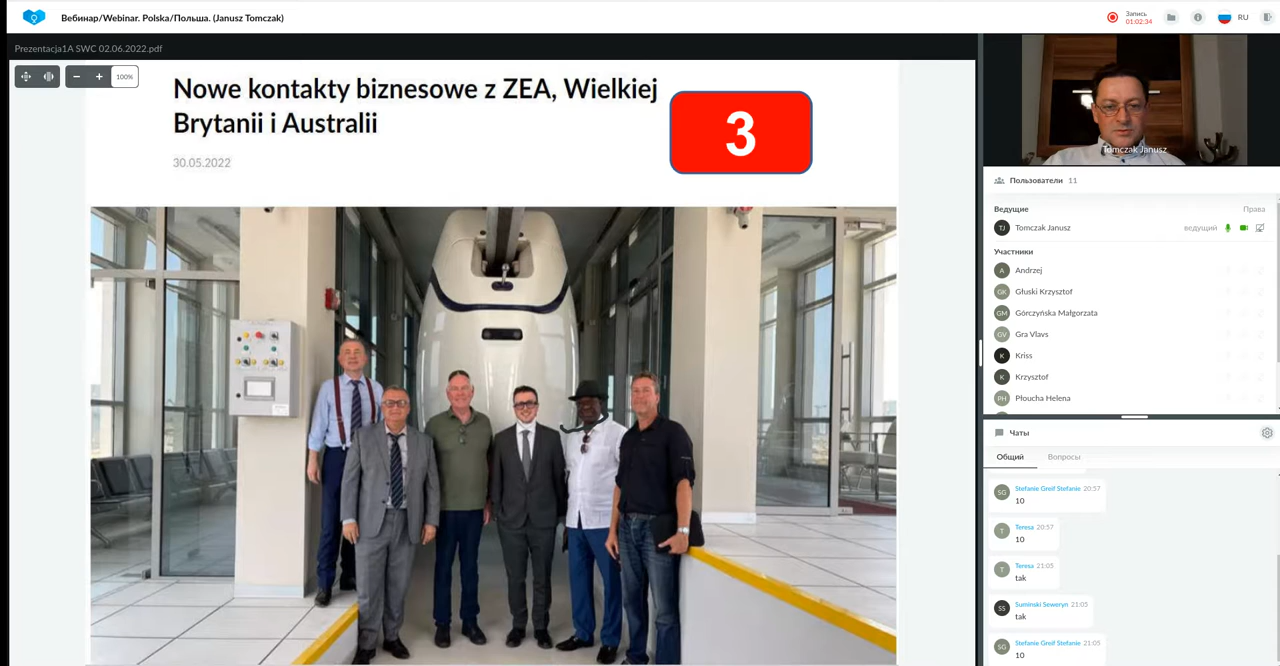 Вебинар/Webinar. Polska/Польша. (Janusz Tomczak)
Запись
01:02:34
RU
Prezentacja1A SWC 02.06.2022.pdf
100%
Nowe kontakty biznesowe z ZEA, Wielkiej
Brytanii i Australii
30.05.2022
3
Tomczak Janusz
Пользователи 11
Ведущие Права
TJ Tomczak Janusz ведущий
Участники
A Andrzej
GK Głuski Krzysztof
GM Górczyńska Małgorzata
GV Gra Vlavs
K Kriss
K Krzysztof
PH Płoucha Helena
Чаты
Общий Вопросы
SG Stefanie Greif Stefanie 20:57
10
T Teresa 20:57
10
T Teresa 21:05
tak
SS Suminski Seweryn 21:05
tak
SG Stefanie Greif Stefanie 21:05
10